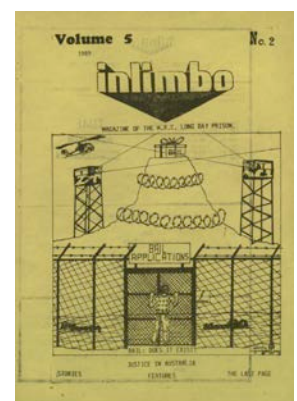 Volume 5 No. 2
1989
inlimbo
MAGAZINE OF THE M.R.C. LONG BAY PRISON.
BAIL
APPLICATIONS
BAIL: DOES IT EXIST?
JUSTICE IN AUSTRALIA
STORIES FEATURES THE LAST PAGE